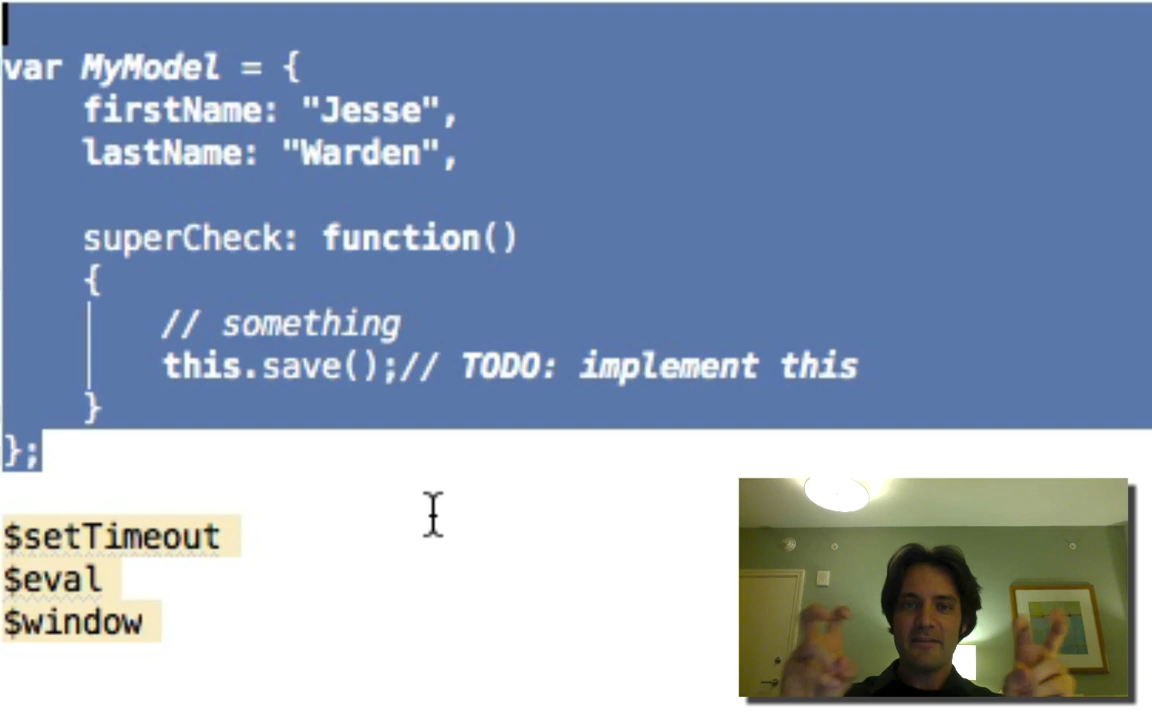 var MyModel = {
firstName: "Jesse",
lastName: "Warden",
superCheck: function()
{
// something
this.save();// TODO: implement this
}
};
$setTimeout
$eval
$window